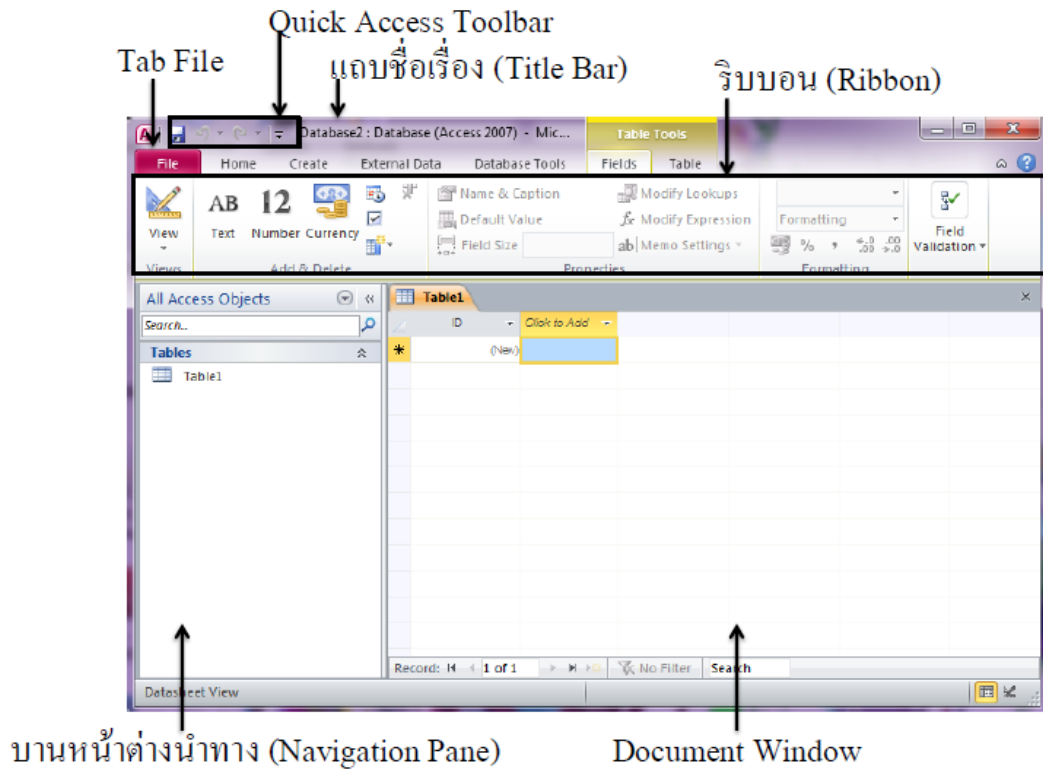 Quick Access Toolbar
Tab File
แถบชื่อเรื่อง (Title Bar)
ริบบอน (Ribbon)
Database2 : Database (Access 2007) - Mic...
Table Tools
File Home Create External Data Database Tools Fields Table
AB 12 Name & Caption Modify Lookups
View Text Number Currency Default Value Modify Expression Formatting Field Validation
Field Size ab Memo Settings % , .00
Views Add & Delete Properties Formatting
All Access Objects Table1
Search... ID Click to Add
Tables (New)
Table1
Record: 1 of 1 No Filter Search
Datasheet View
บานหน้าต่างนำทาง (Navigation Pane)
Document Window